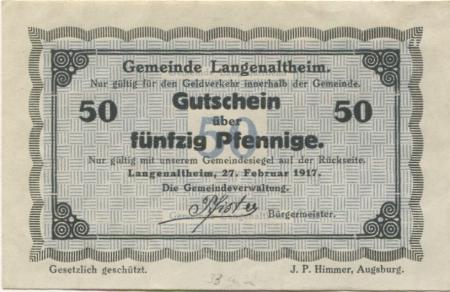 Gemeinde Langenaltheim.
Nur gültig für den Geldverkehr innerhalb der Gemeinde.
50 Gutschein 50
über
50
fünfzig Pfennige.
Nur gültig mit unserem Gemeindesiegel auf der Rückseite.
Langenaltheim, 27. Februar 1917.
Die Gemeindeverwaltung.
Bürgermeister.
Gesetzlich geschützt. J. P. Himmer, Augsburg.